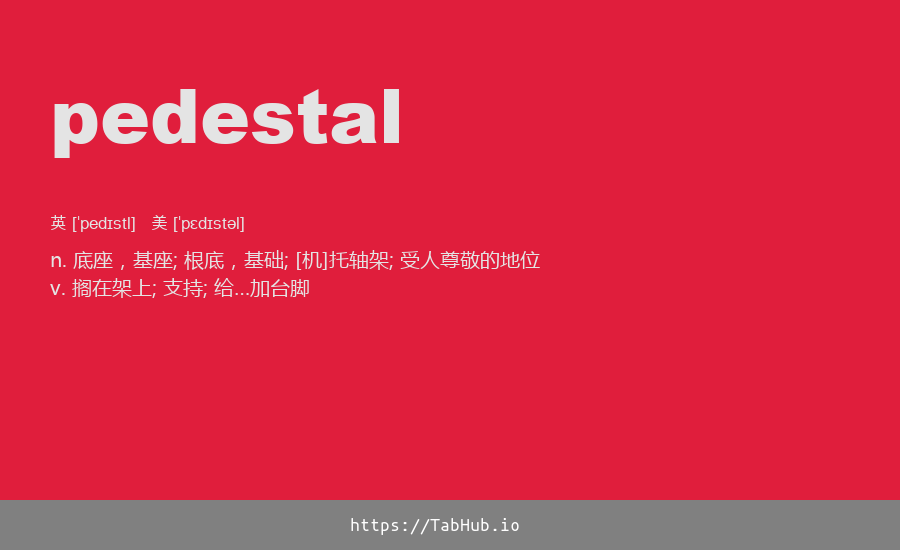 pedestal
英 [ˈpedɪstl] 美 [ˈpɛdɪstəl]
n. 底座，基座; 根底，基础; [机]托轴架; 受人尊敬的地位
v. 搁在架上; 支持; 给...加台脚
https://TabHub.io